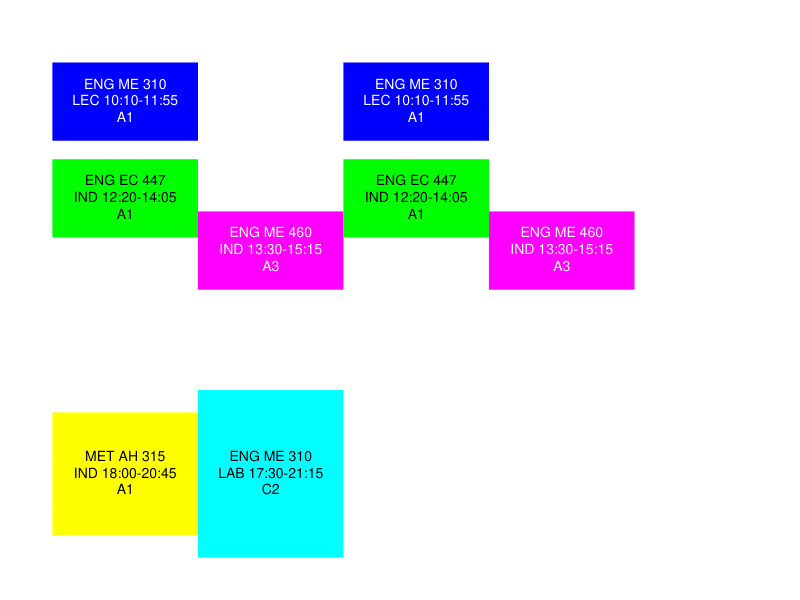 ENG ME 310
LEC 10:10-11:55
A1
ENG ME 310
LEC 10:10-11:55
A1
ENG EC 447
IND 12:20-14:05
A1
ENG EC 447
IND 12:20-14:05
A1
ENG ME 460
IND 13:30-15:15
A3
ENG ME 460
IND 13:30-15:15
A3
MET AH 315
IND 18:00-20:45
A1
ENG ME 310
LAB 17:30-21:15
C2